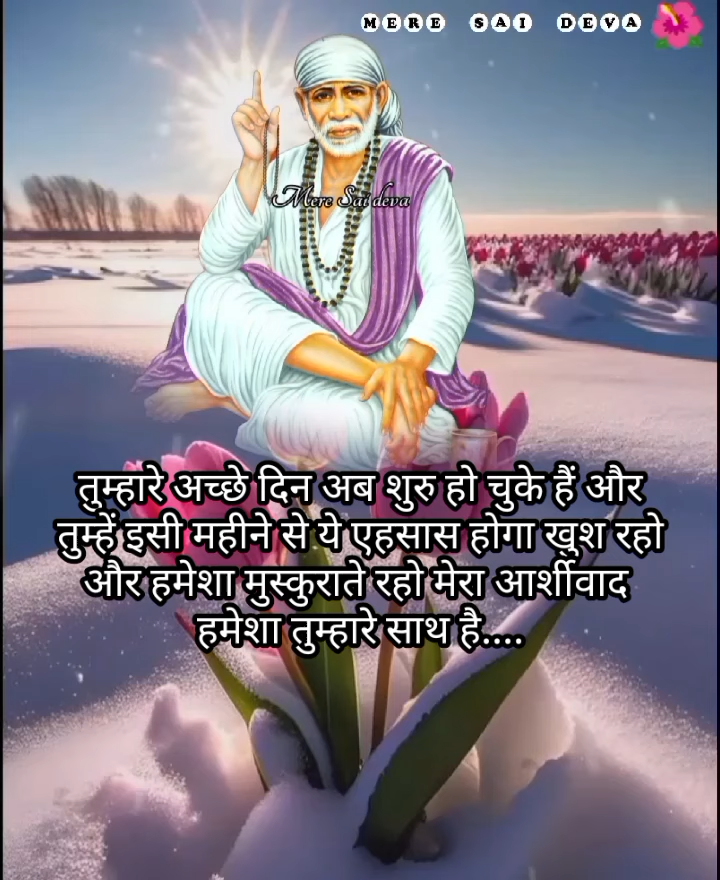 MERE SAI DEVA
Mere Sai deva
तुम्हारे अच्छे दिन अब शुरु हो चुके हैं और
तुम्हें इसी महीने से ये एहसास होगा खुश रहो
और हमेशा मुस्कुराते रहो मेरा आर्शीवाद
हमेशा तुम्हारे साथ है....